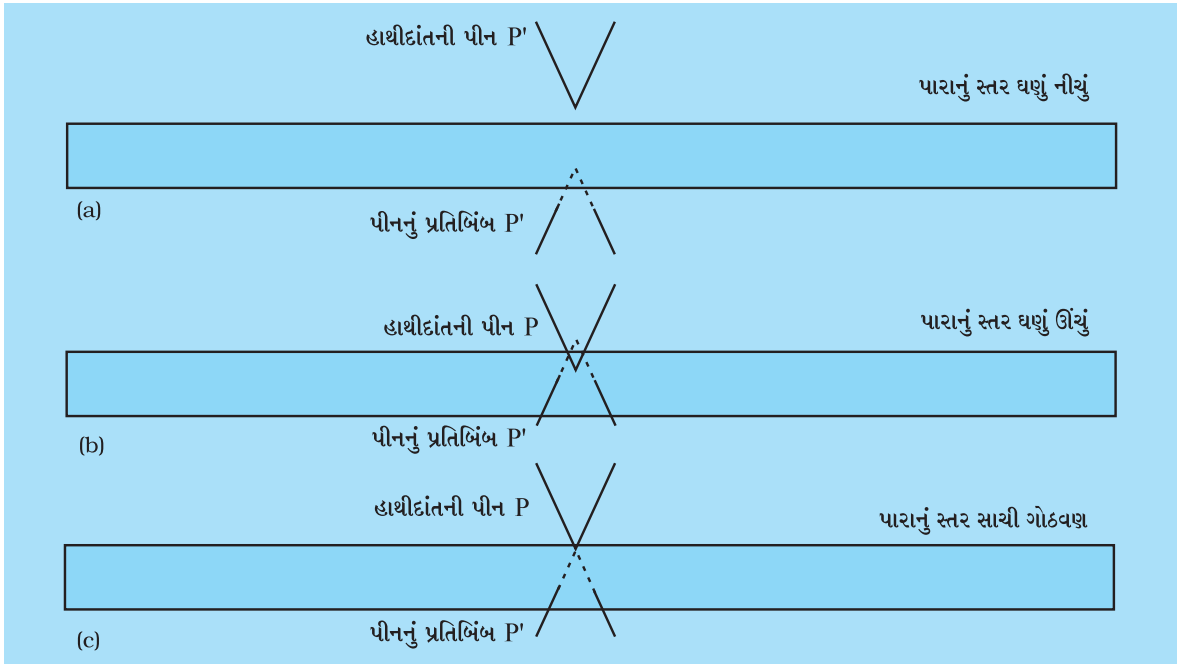 હાથીદાંતની પીન P'
પારાનું સ્તર ઘણું નીચું
(a)
પીનનું પ્રતિબિંબ P'
હાથીદાંતની પીન P
પારાનું સ્તર ઘણું ઊંચું
પીનનું પ્રતિબિંબ P'
(b)
હાથીદાંતની પીન P
પારાનું સ્તર સાચી ગોઠવણ
પીનનું પ્રતિબિંબ P'
(c)